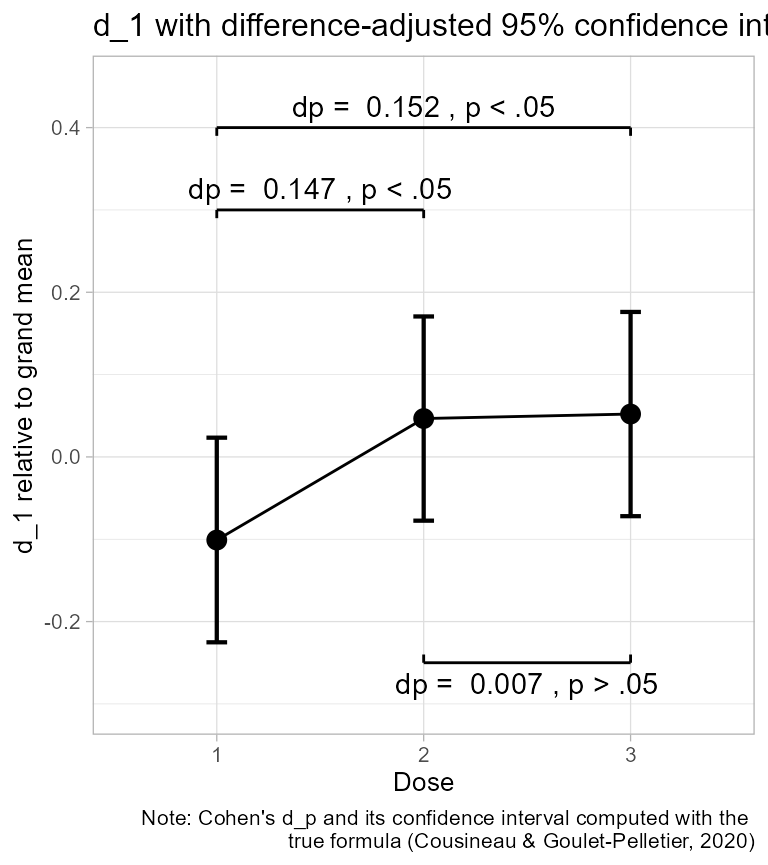 d_1 with difference-adjusted 95% confidence int
dp =  0.152 , p < .05
0.4
dp =  0.147 , p < .05
0.2
0.0
-0.2
d_1 relative to grand mean
dp =  0.007 , p > .05
1 2 3
Dose
Note: Cohen's d_p and its confidence interval computed with the
true formula (Cousineau & Goulet-Pelletier, 2020)